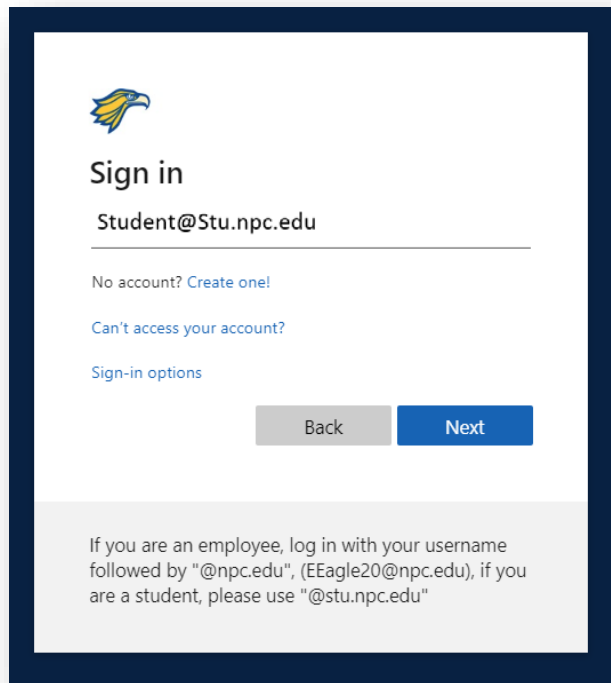 Sign in
Student@Stu.npc.edu
No account? Create one!
Can't access your account?
Sign-in options
Back Next
If you are an employee, log in with your username
followed by "@npc.edu", (EEagle20@npc.edu), if you
are a student, please use "@stu.npc.edu"